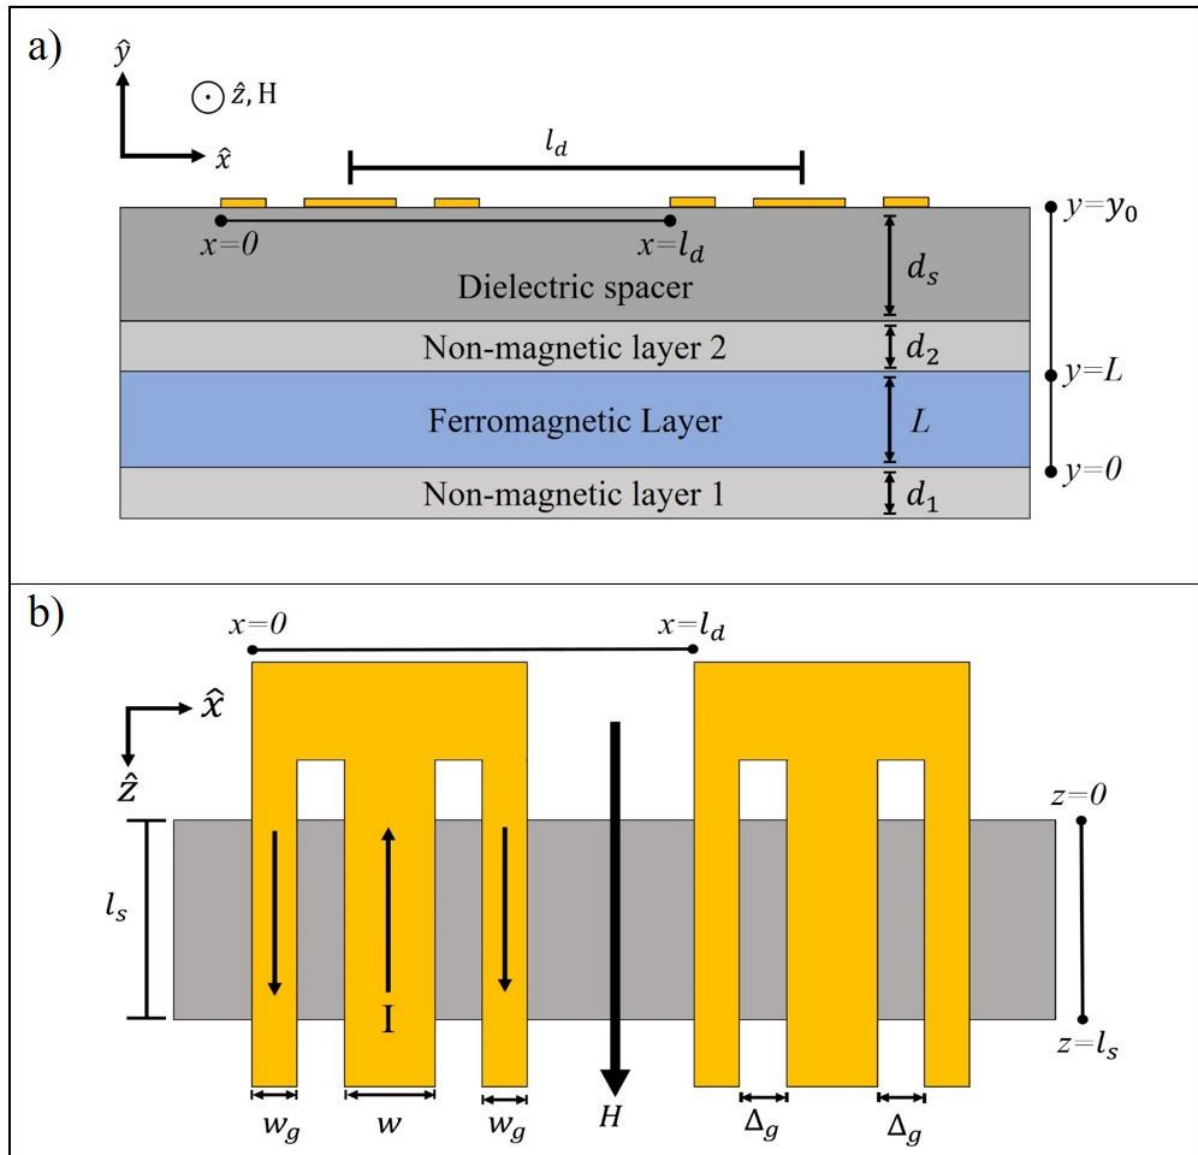 a)
ŷ
ẑ, H
x̂
l_d
x=0
x=l_d
y=y₀
d_s
Dielectric spacer
Non-magnetic layer 2
d₂
y=L
Ferromagnetic Layer
L
y=0
Non-magnetic layer 1
d₁
b)
x=0
x=l_d
x̂
ẑ
z=0
l_s
I
z=l_s
w_g
w
w_g
H
Δ_g
Δ_g